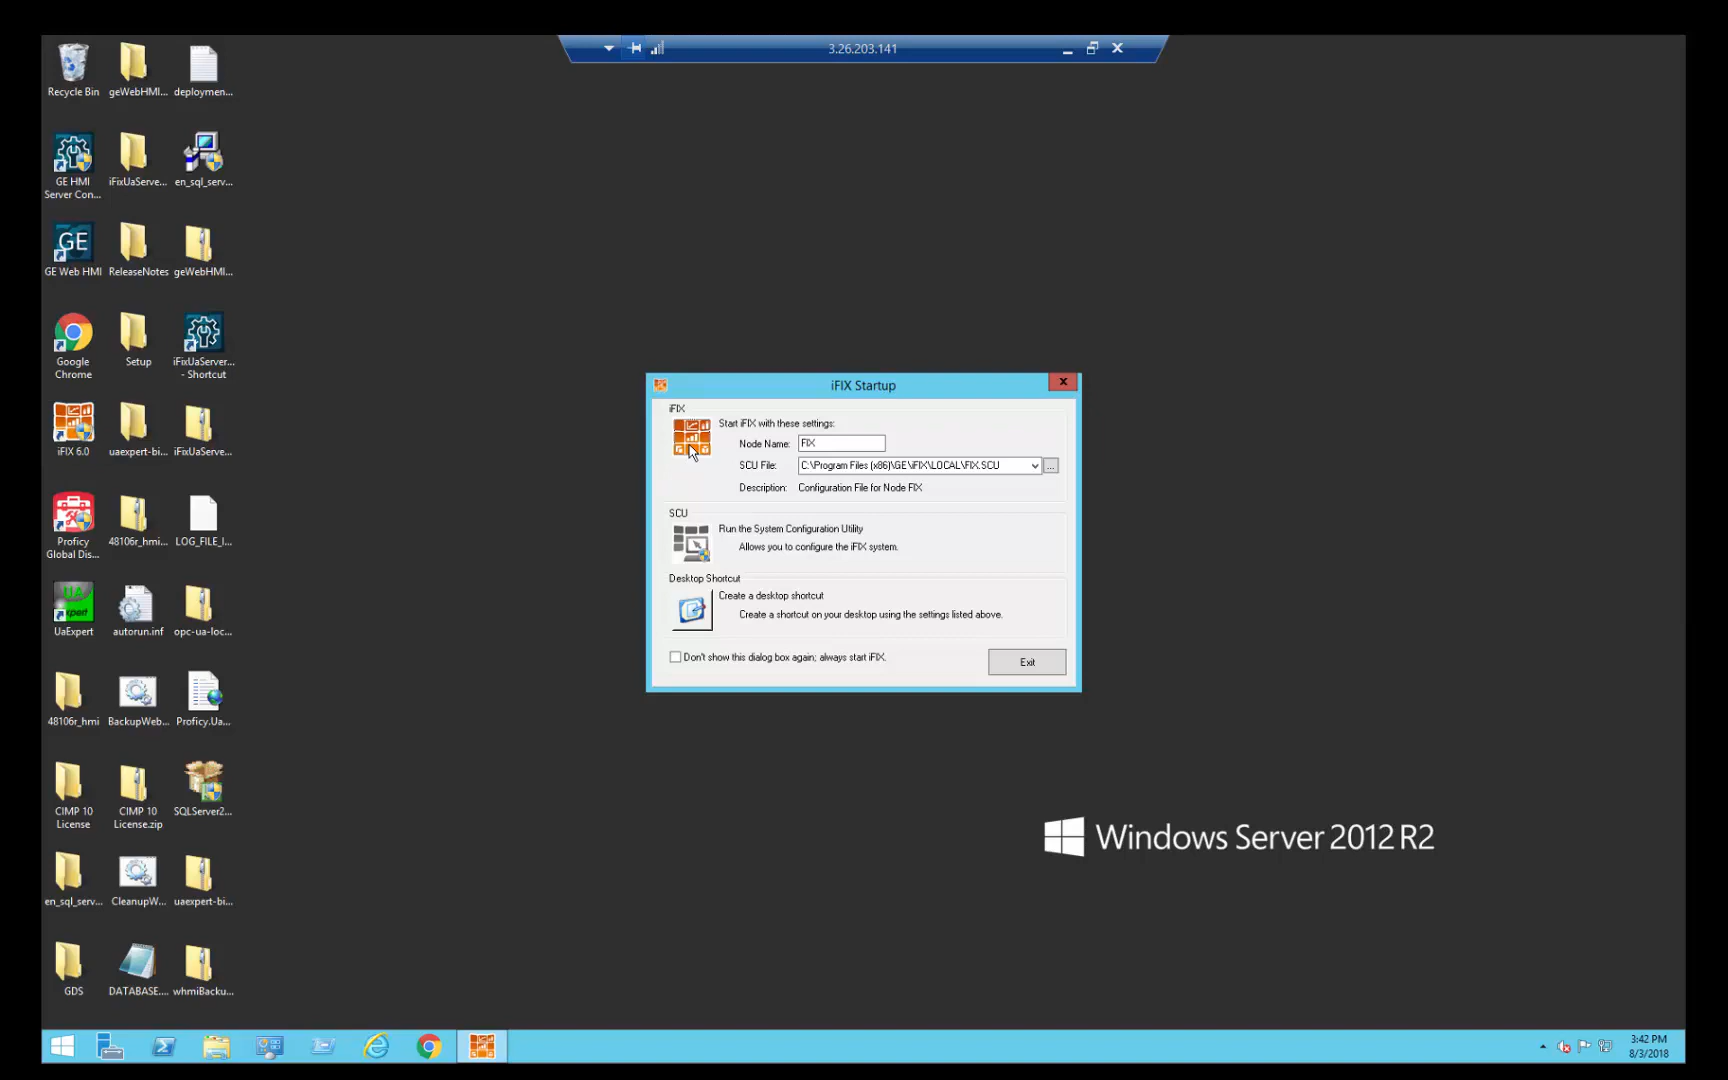 3.26.203.141
Recycle Bin
geWebHMI...
deploymen...
GE HMI
Server Con...
iFixUaServe...
en_sql_serv...
GE
GE Web HMI
ReleaseNotes
geWebHMI...
Google
Chrome
Setup
iFixUaServer...
- Shortcut
iFIX 6.0
uaexpert-bi...
iFixUaServe...
Proficy
Global Dis...
48106r_hmi...
LOG_FILE_I...
UaExpert
autorun.inf
opc-ua-loc...
48106r_hmi
BackupWeb...
Proficy.Ua...
CIMP 10
License
CIMP 10
License.zip
SQLServer2...
en_sql_serv...
CleanupW...
uaexpert-bi...
GDS
DATABASE....
whmiBacku...
iFIX Startup
iFIX
Start iFIX with these settings:
Node Name: FIX
SCU File: C:\Program Files (x86)\GE\iFIX\LOCAL\FIX.SCU ...
Description: Configuration File for Node FIX
SCU
Run the System Configuration Utility
Allows you to configure the iFIX system.
Desktop Shortcut
Create a desktop shortcut
Create a shortcut on your desktop using the settings listed above.
Don't show this dialog box again; always start iFIX.
Exit
Windows Server 2012 R2
3:42 PM
8/3/2018